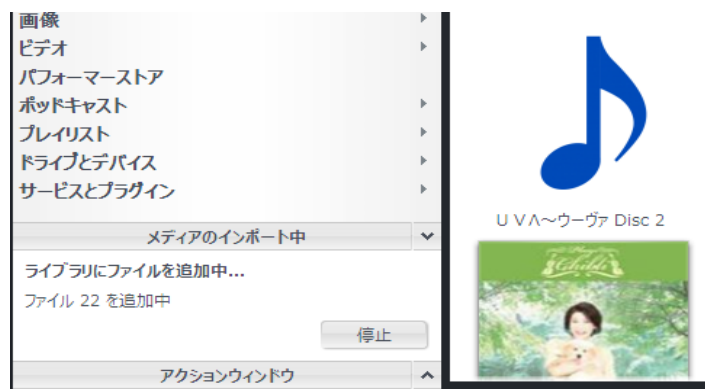 画像
ビデオ
パフォーマーストア
ポッドキャスト
プレイリスト
ドライブとデバイス
サービスとプラグイン
メディアのインポート中
ライブラリにファイルを追加中...
ファイル 22 を追加中
停止
アクションウィンドウ
ＵＶΛ～ウーヴァ Disc 2
Ghibli